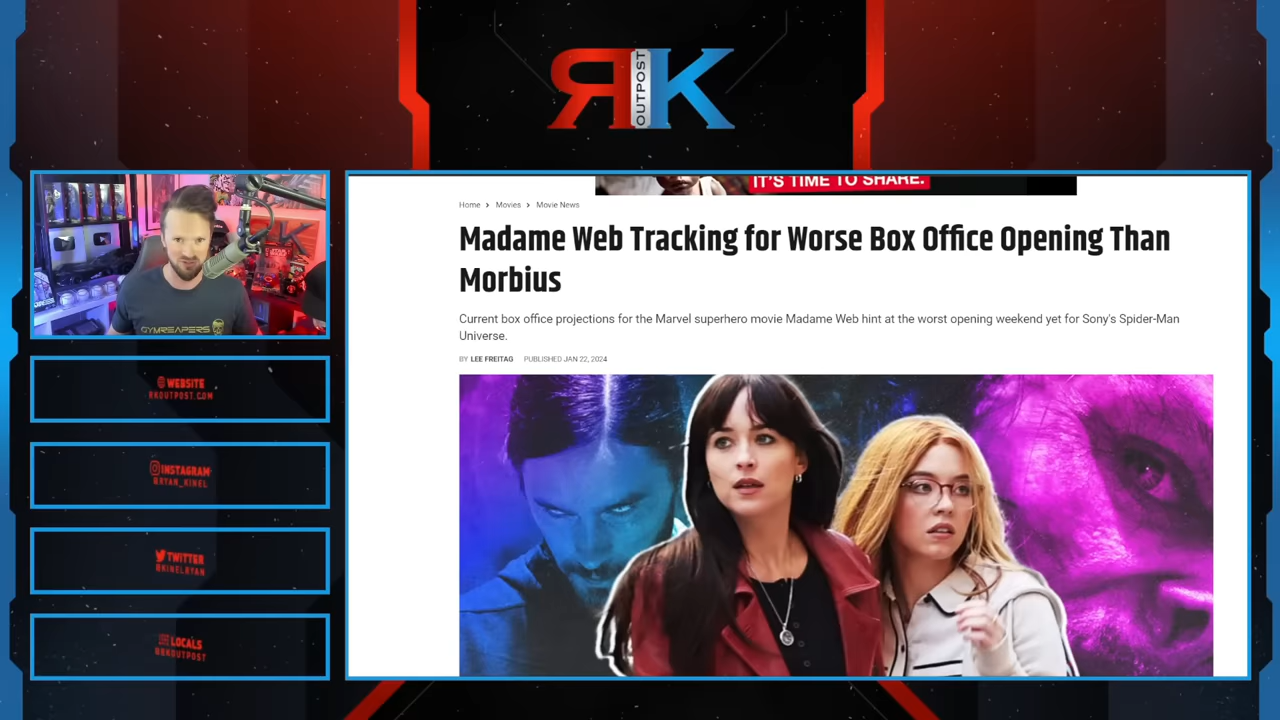 RK
OUTPOST
IT'S TIME TO SHARE.
Home > Movies > Movie News
Madame Web Tracking for Worse Box Office Opening Than
Morbius
Current box office projections for the Marvel superhero movie Madame Web hint at the worst opening weekend yet for Sony's Spider-Man
Universe.
BY LEE FREITAG PUBLISHED JAN 22, 2024
GYMREAPERS
WEBSITE
RKOUTPOST.COM
INSTAGRAM
@RYAN_KINEL
TWITTER
@KINELRYAN
LOCALS
@RKOUTPOST